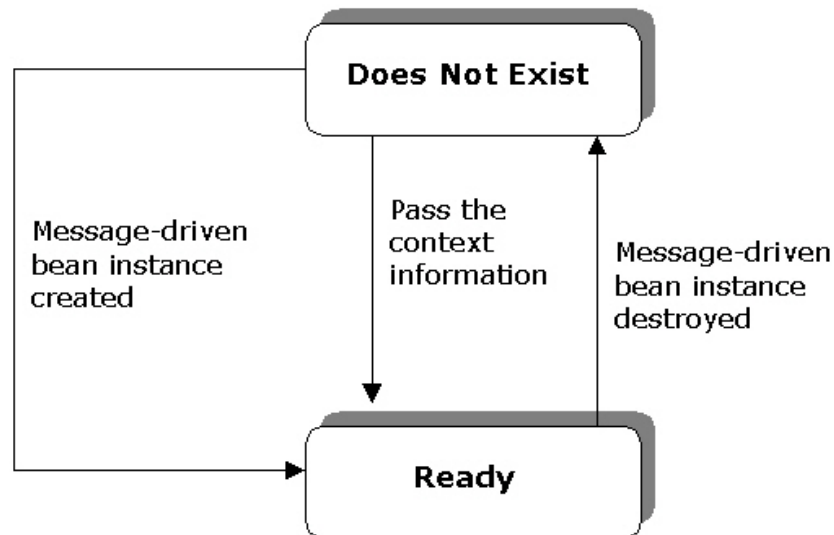 Does Not Exist
Message-driven
bean instance
created
Pass the
context
information
Message-driven
bean instance
destroyed
Ready